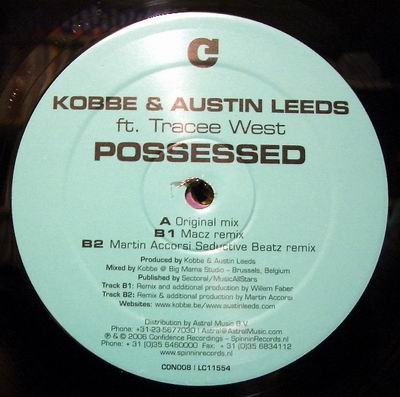 C
KOBBE & AUSTIN LEEDS
ft. Tracee West
POSSESSED
A Original mix
B1 Macz remix
B2 Martin Accorsi Seductive Beatz remix
Produced by Kobbe & Austin Leeds
Mixed by Kobbe @ Big Mama Studio - Brussels, Belgium
Published by Sectoral/MusicAllStars
Track B1: Remix and additional production by Willem Faber
Track B2: Remix & additional production by Martin Accorsi
Websites: www.kobbe.be/www.austinleeds.com
Distribution by Astral Music B.V.
Phone: +31-23-5677030 | Astral@AstralMusic.com
℗ & © 2006 Confidence Recordings - SpinninRecords.nl
Phone: + 31 (0)35 6460000 Fax: + 31 (0)35 6834112
www.spinninrecords.nl
CON008 | LC11554